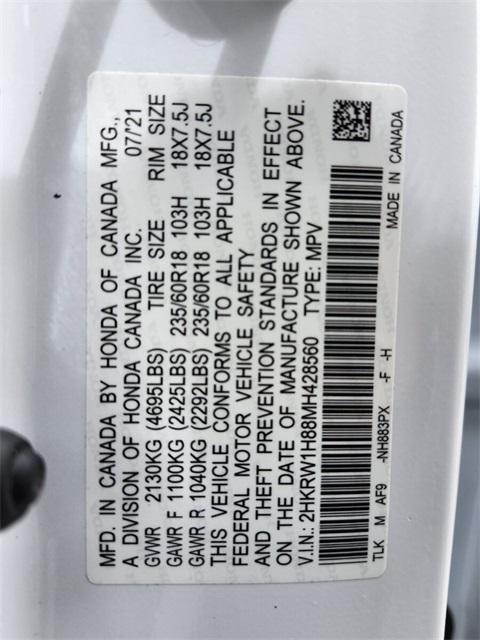 MFD. IN CANADA BY HONDA OF CANADA MFG.,
A DIVISION OF HONDA CANADA INC. 07/'21
GVWR 2130KG (4695LBS) TIRE SIZE RIM SIZE
GAWR F 1100KG (2425LBS) 235/60R18 103H 18X7.5J
GAWR R 1040KG (2292LBS) 235/60R18 103H 18X7.5J
THIS VEHICLE CONFORMS TO ALL APPLICABLE
FEDERAL MOTOR VEHICLE SAFETY
AND THEFT PREVENTION STANDARDS IN EFFECT
ON THE DATE OF MANUFACTURE SHOWN ABOVE.
V.I.N.: 2HKRW1H88MH428560 TYPE: MPV
TLK M AF9 -NH883PX -F -H MADE IN CANADA